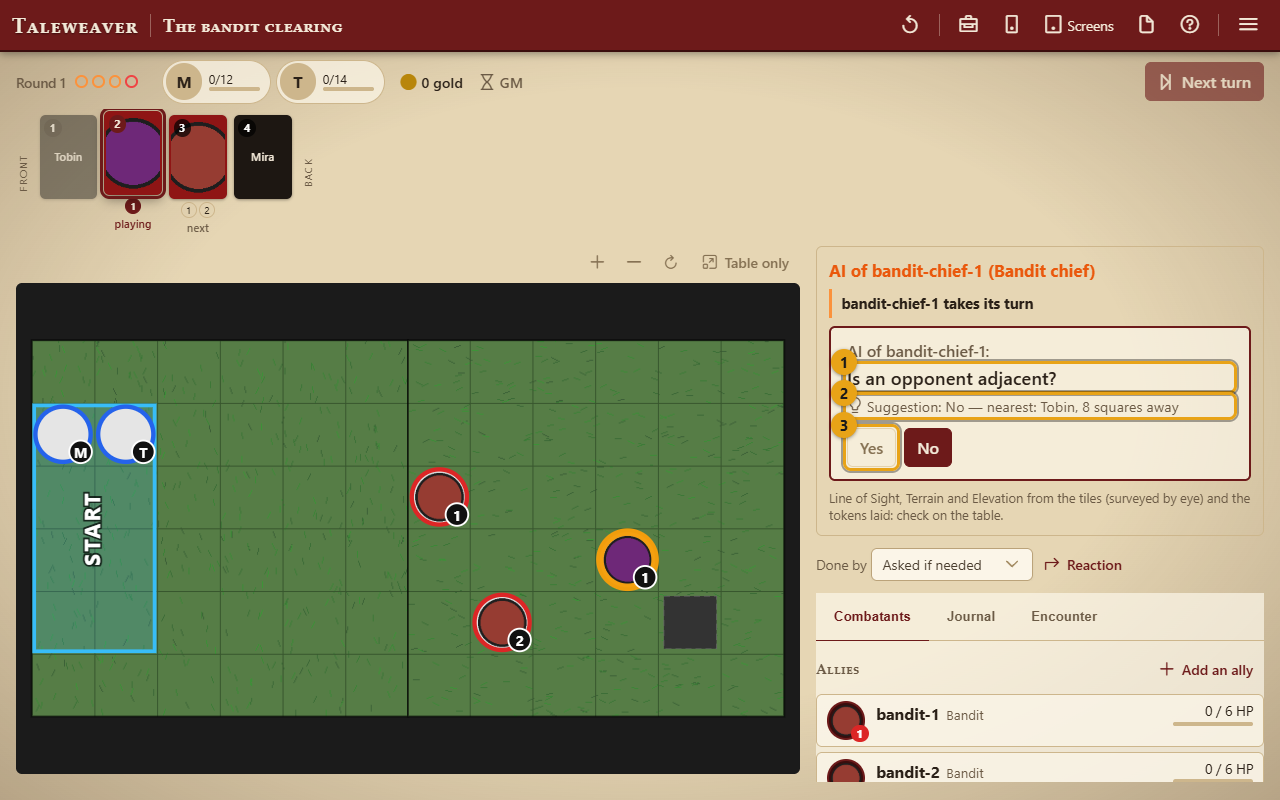 TALEWEAVER
THE BANDIT CLEARING
Screens
Round 1
M
0/12
T
0/14
0 gold
GM
Next turn
FRONT
1
Tobin
2
3
4
Mira
BACK
1
playing
1 2
next
Table only
M
T
START
1
1
2
AI of bandit-chief-1 (Bandit chief)
bandit-chief-1 takes its turn
AI of bandit-chief-1:
1
Is an opponent adjacent?
2
Suggestion: No — nearest: Tobin, 8 squares away
3
Yes
No
Line of Sight, Terrain and Elevation from the tiles (surveyed by eye) and the
tokens laid: check on the table.
Done by
Asked if needed
Reaction
Combatants
Journal
Encounter
ALLIES
Add an ally
bandit-1 Bandit
0 / 6 HP
1
bandit-2 Bandit
0 / 6 HP